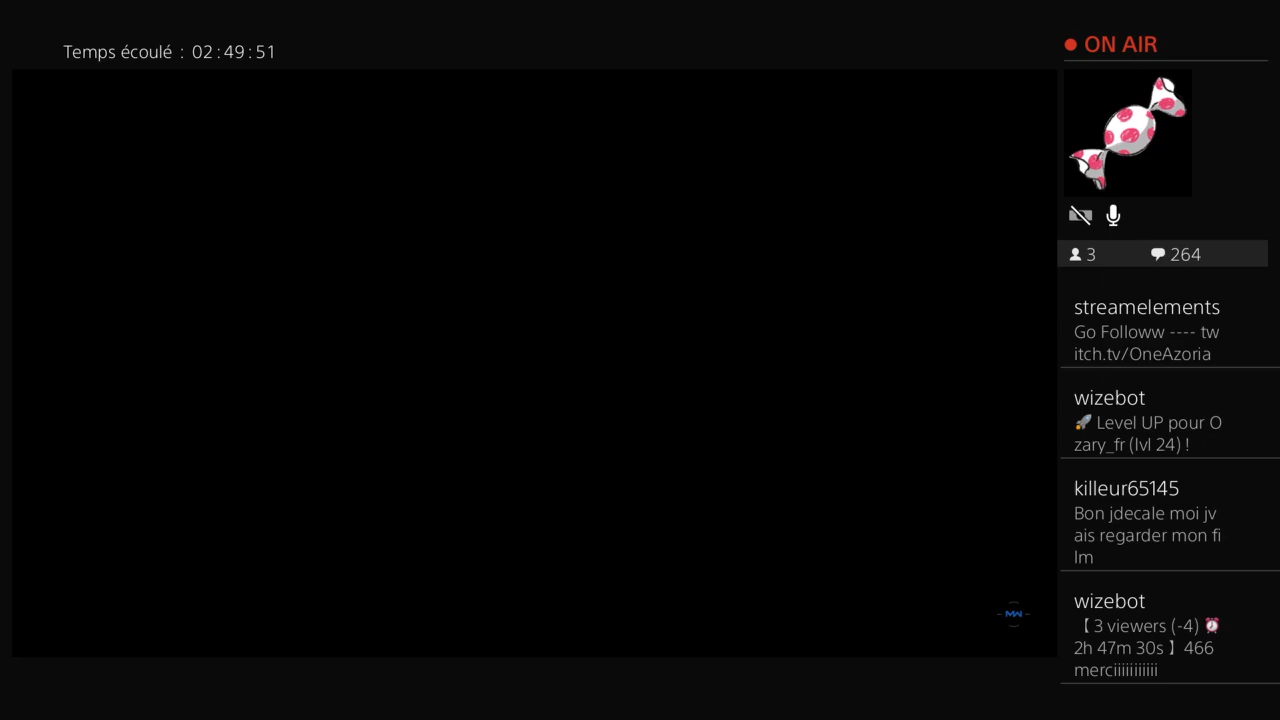 Temps écoulé : 02:49:51
ON AIR
3 264
streamelements
Go Followw ---- tw
itch.tv/OneAzoria
wizebot
🚀 Level UP pour O
zary_fr (lvl 24) !
killeur65145
Bon jdecale moi jv
ais regarder mon fi
lm
wizebot
【 3 viewers (-4) ⏰
2h 47m 30s 】466
merciiiiiiiiiii
MW